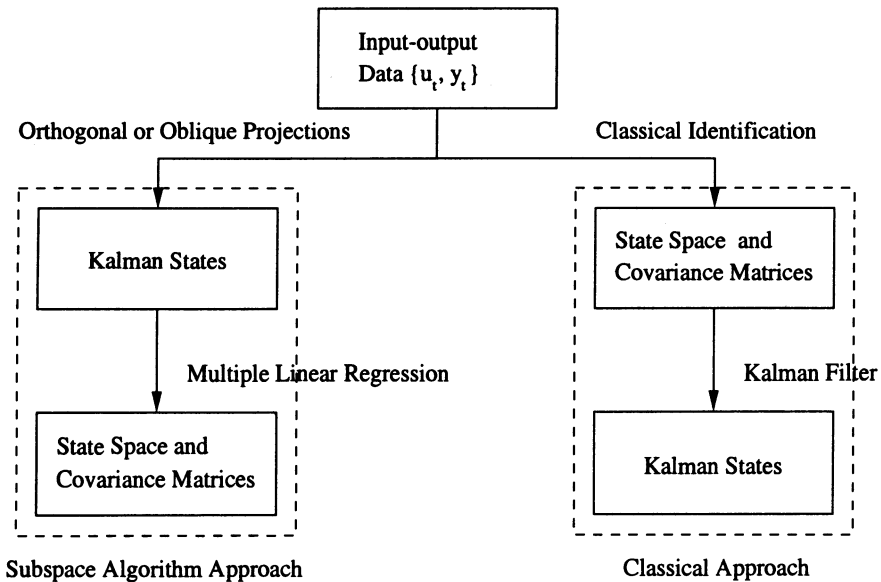 Input-output
Data {u_t, y_t}
Orthogonal or Oblique Projections
Classical Identification
Kalman States
State Space and
Covariance Matrices
Multiple Linear Regression
Kalman Filter
State Space and
Covariance Matrices
Kalman States
Subspace Algorithm Approach
Classical Approach